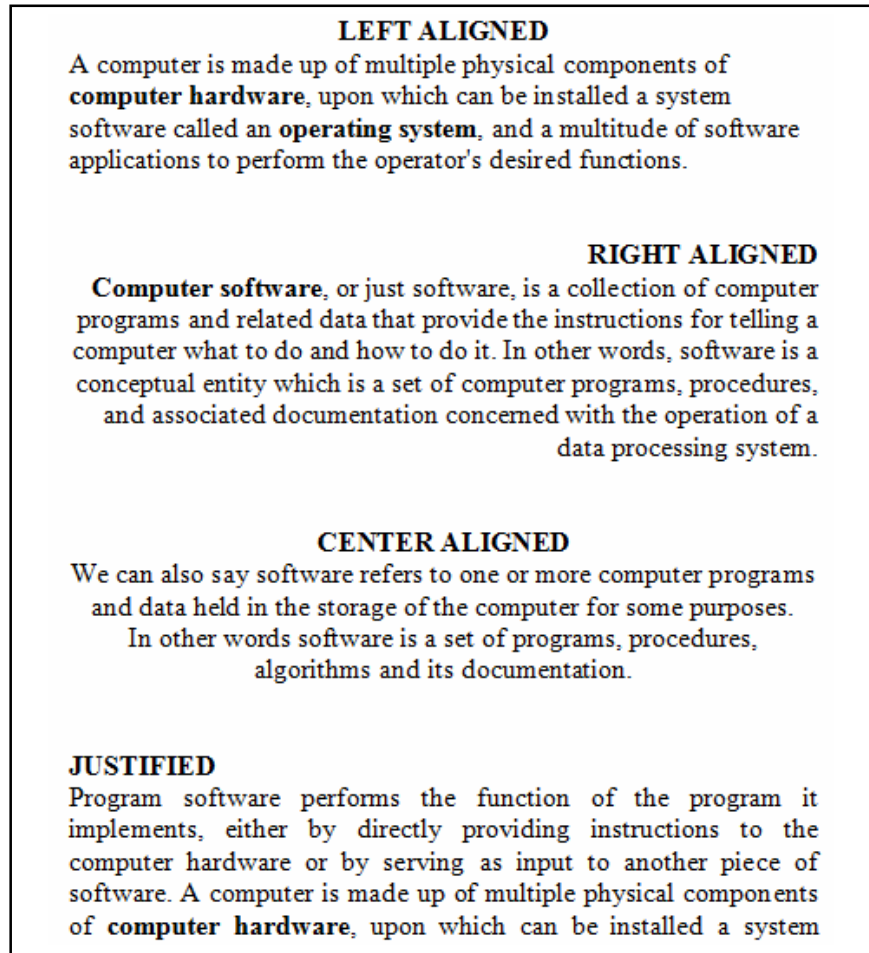 LEFT ALIGNED
A computer is made up of multiple physical components of
computer hardware, upon which can be installed a system
software called an operating system, and a multitude of software
applications to perform the operator's desired functions.
RIGHT ALIGNED
Computer software, or just software, is a collection of computer
programs and related data that provide the instructions for telling a
computer what to do and how to do it. In other words, software is a
conceptual entity which is a set of computer programs, procedures,
and associated documentation concerned with the operation of a
data processing system.
CENTER ALIGNED
We can also say software refers to one or more computer programs
and data held in the storage of the computer for some purposes.
In other words software is a set of programs, procedures,
algorithms and its documentation.
JUSTIFIED
Program software performs the function of the program it
implements, either by directly providing instructions to the
computer hardware or by serving as input to another piece of
software. A computer is made up of multiple physical components
of computer hardware, upon which can be installed a system